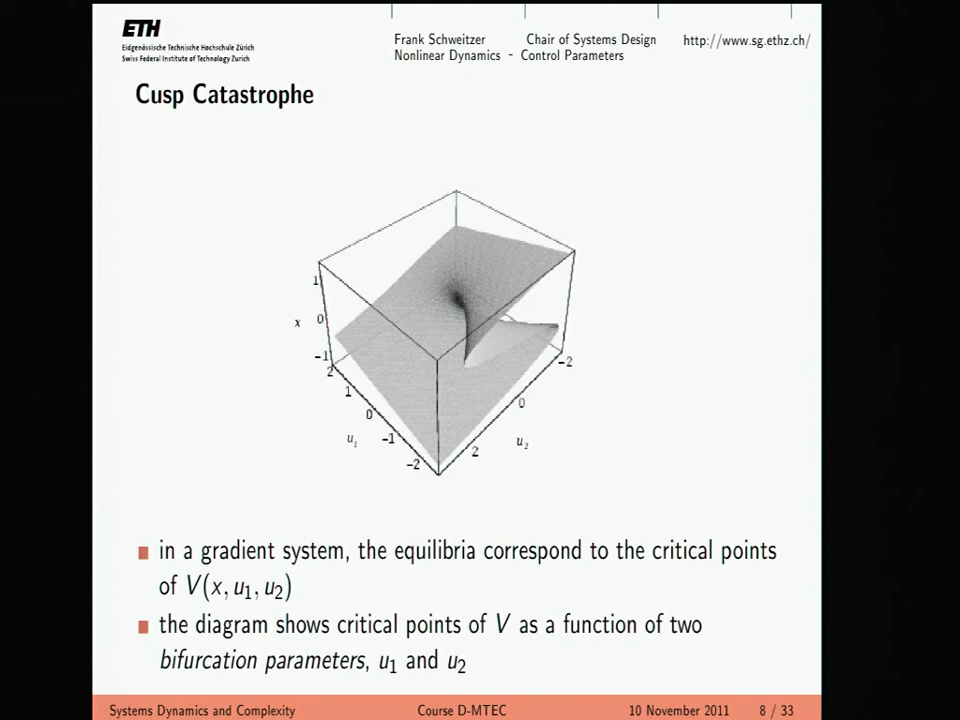 ETH
Eidgenössische Technische Hochschule Zürich
Swiss Federal Institute of Technology Zurich
Frank Schweitzer Chair of Systems Design http://www.sg.ethz.ch/
Nonlinear Dynamics - Control Parameters
Cusp Catastrophe
1
x 0
-1
2
1
0
u₁ -1
-2
-2
0
u₂
2
in a gradient system, the equilibria correspond to the critical points
of V(x, u₁, u₂)
the diagram shows critical points of V as a function of two
bifurcation parameters, u₁ and u₂
Systems Dynamics and Complexity Course D-MTEC 10 November 2011 8 / 33